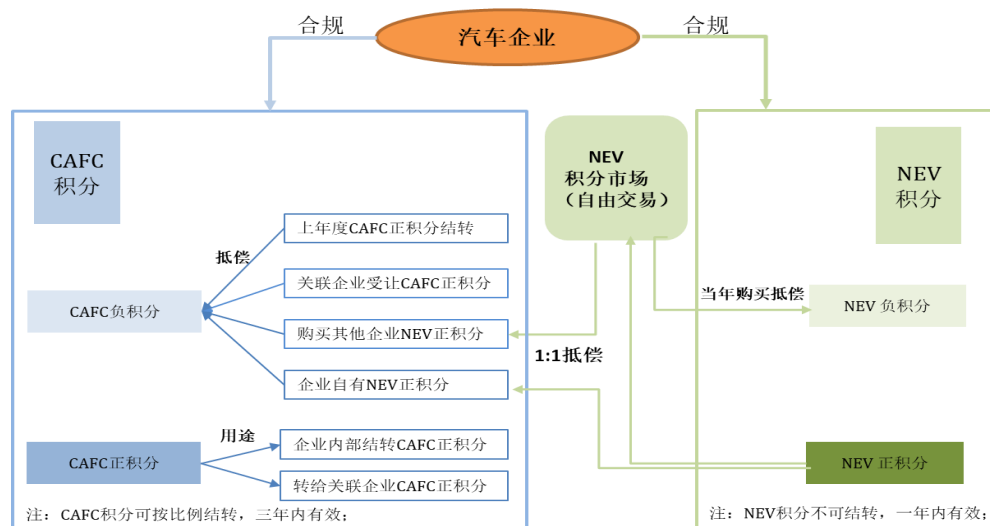 合规
汽车企业
合规
CAFC
积分
NEV
积分市场
（自由交易）
NEV
积分
上年度CAFC正积分结转
抵偿
关联企业受让CAFC正积分
CAFC负积分
购买其他企业NEV正积分
企业自有NEV正积分
1:1抵偿
当年购买抵偿
NEV 负积分
用途
企业内部结转CAFC正积分
CAFC正积分
转给关联企业CAFC正积分
NEV 正积分
注：CAFC积分可按比例结转，三年内有效；
注：NEV积分不可结转，一年内有效；